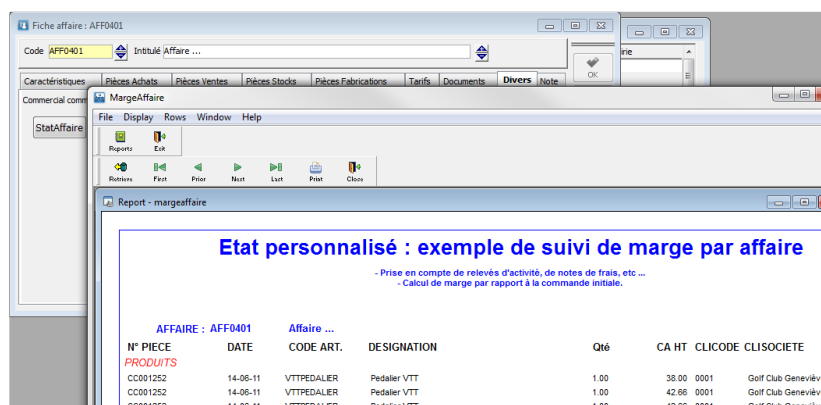 Fiche affaire : AFF0401
Code AFF0401 Intitulé Affaire ...
OK
Caractéristiques Pièces Achats Pièces Ventes Pièces Stocks Pièces Fabrications Tarifs Documents Divers Note
Commercial comm
StatAffaire
MargeAffaire
File Display Rows Window Help
Reports Exit
Retrieve First Prior Next Last Print Close
Report - margeaffaire
Etat personnalisé : exemple de suivi de marge par affaire
- Prise en compte de relevés d'activité, de notes de frais, etc ...
- Calcul de marge par rapport à la commande initiale.
AFFAIRE : AFF0401 Affaire ...
N° PIECE DATE CODE ART. DESIGNATION Qté CA HT CLICODE CLISOCIETE
PRODUITS
CC001252 14-06-11 VTTPEDALIER Pedalier VTT 1.00 38.00 0001 Golf Club Genevièv
CC001252 14-06-11 VTTPEDALIER Pedalier VTT 1.00 42.66 0001 Golf Club Genevièv